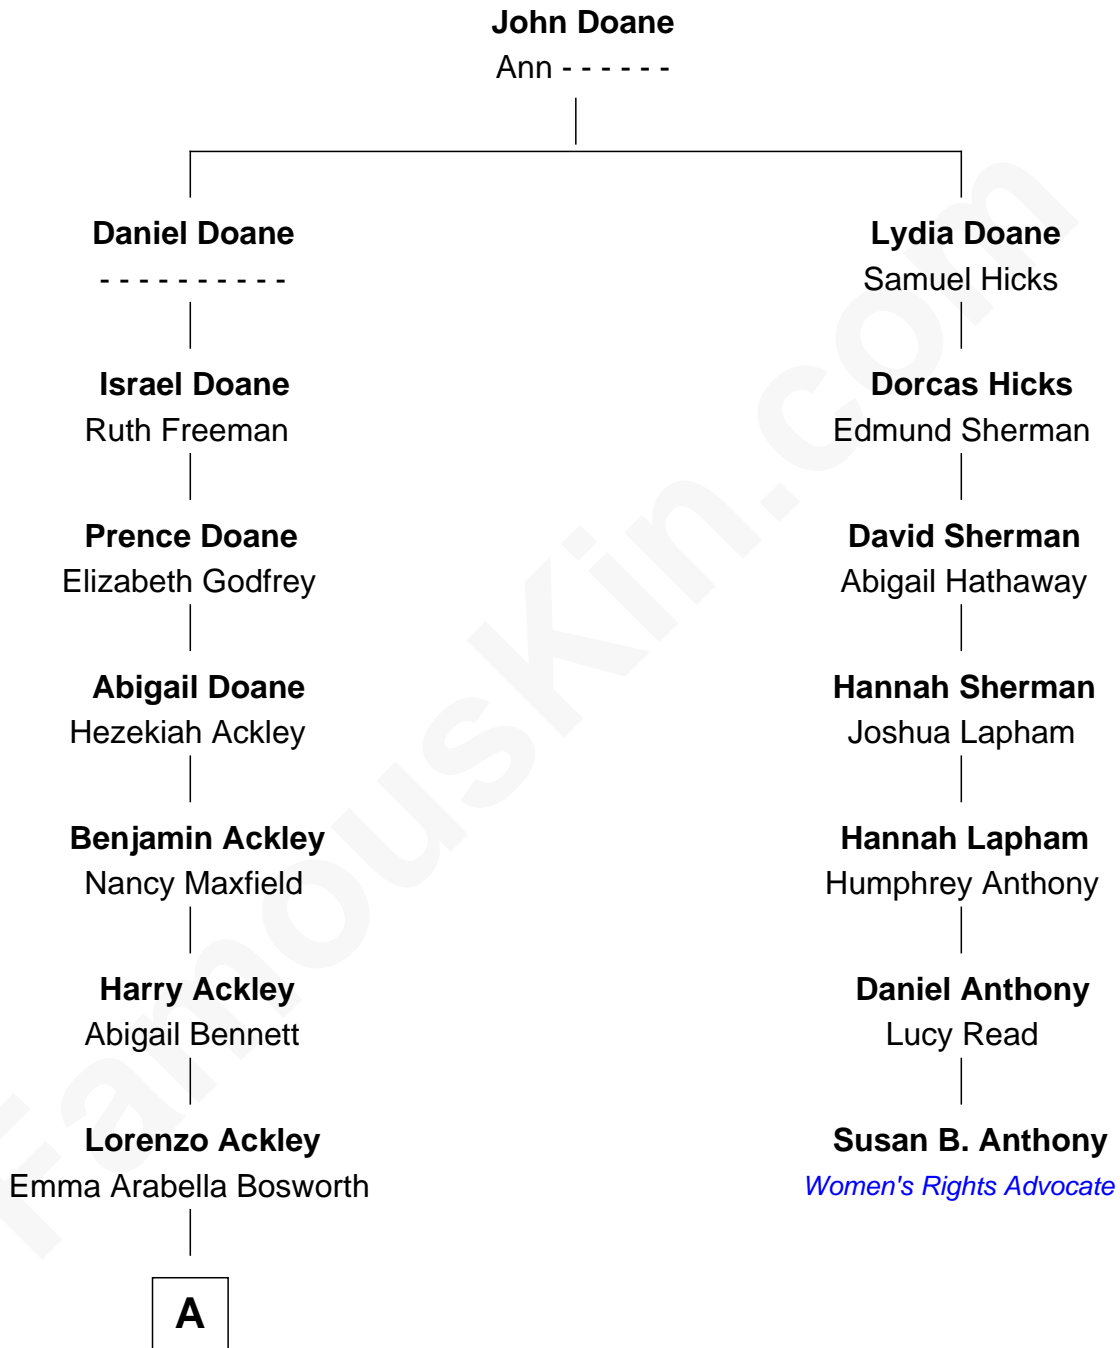 John Doane
Ann - - - - - -
Daniel Doane
- - - - - - - - - -
Lydia Doane
Samuel Hicks
Israel Doane
Ruth Freeman
Dorcas Hicks
Edmund Sherman
Prence Doane
Elizabeth Godfrey
David Sherman
Abigail Hathaway
Abigail Doane
Hezekiah Ackley
Hannah Sherman
Joshua Lapham
Benjamin Ackley
Nancy Maxfield
Hannah Lapham
Humphrey Anthony
Harry Ackley
Abigail Bennett
Daniel Anthony
Lucy Read
Lorenzo Ackley
Emma Arabella Bosworth
Susan B. Anthony
Women's Rights Advocate
A
FamousKin.com